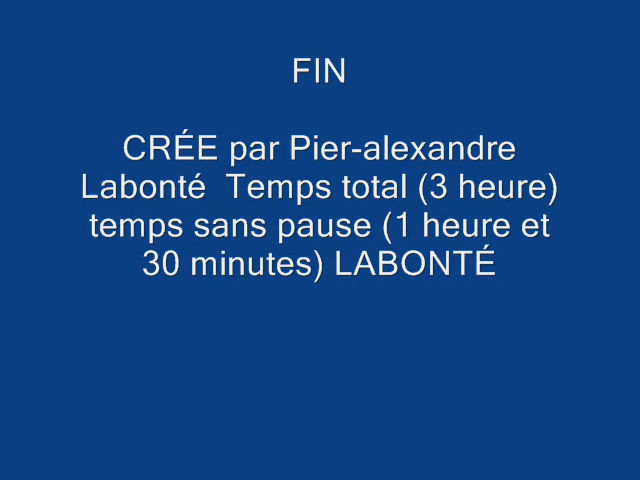 FIN
CRÉE par Pier-alexandre
Labonté  Temps total (3 heure)
temps sans pause (1 heure et
30 minutes) LABONTÉ